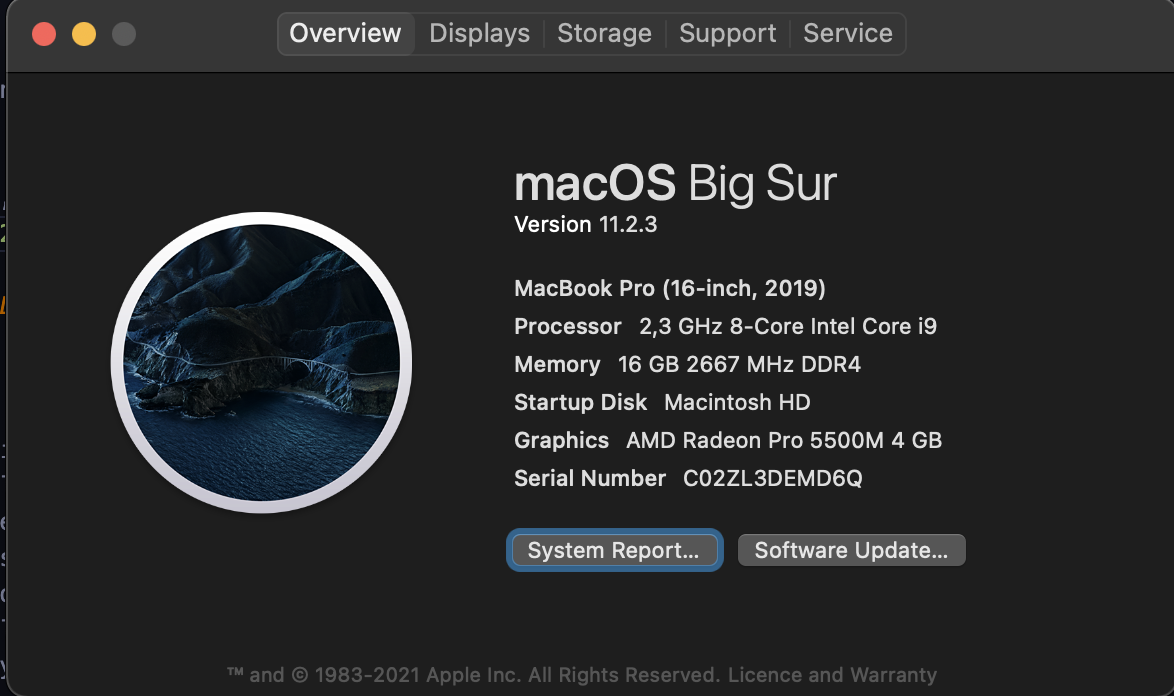 Overview Displays Storage Support Service
macOS Big Sur
Version 11.2.3
MacBook Pro (16-inch, 2019)
Processor 2,3 GHz 8-Core Intel Core i9
Memory 16 GB 2667 MHz DDR4
Startup Disk Macintosh HD
Graphics AMD Radeon Pro 5500M 4 GB
Serial Number C02ZL3DEMD6Q
System Report...
Software Update...
™ and © 1983-2021 Apple Inc. All Rights Reserved. Licence and Warranty